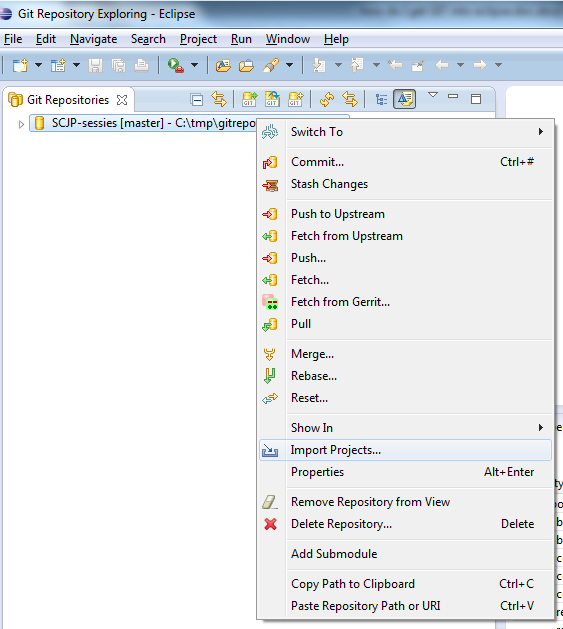 Git Repository Exploring - Eclipse
File Edit Navigate Search Project Run Window Help
Git Repositories
GIT GIT GIT
SCJP-sessies [master] - C:\tmp\gitrepo
Switch To
Commit... Ctrl+#
Stash Changes
Push to Upstream
Fetch from Upstream
Push...
Fetch...
Fetch from Gerrit...
Pull
Merge...
Rebase...
Reset...
Show In
Import Projects...
Properties Alt+Enter
Remove Repository from View
Delete Repository... Delete
Add Submodule
Copy Path to Clipboard Ctrl+C
Paste Repository Path or URI Ctrl+V